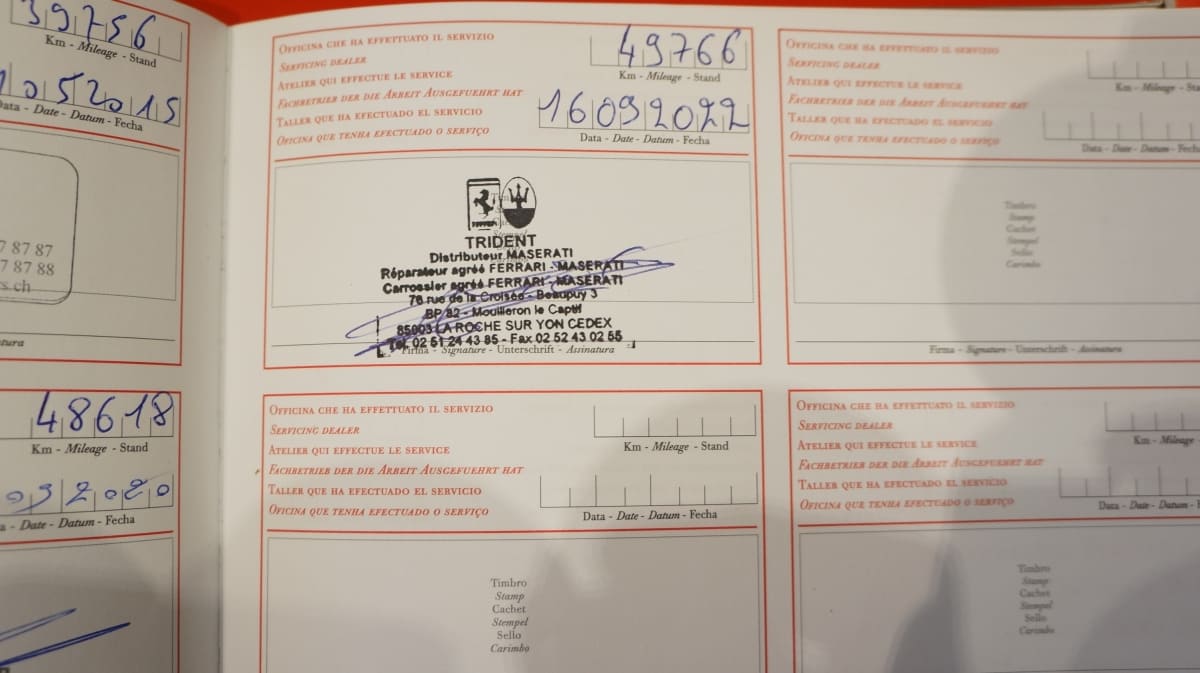 39756
Km - Mileage - Stand
052015
Data - Date - Datum - Fecha
7 87 87
7 87 88
s.ch
48618
Km - Mileage - Stand
Date - Datum - Fecha
OFFICINA CHE HA EFFETTUATO IL SERVIZIO
SERVICING DEALER
ATELIER QUI EFFECTUE LE SERVICE
FACHBETRIEB DER DIE ARBEIT AUSGEFUEHRT HAT
TALLER QUE HA EFECTUADO EL SERVICIO
OFICINA QUE TENHA EFECTUADO O SERVIÇO
49766
Km - Mileage - Stand
16092022
Data - Date - Datum - Fecha
TRIDENT
Distributeur MASERATI
Réparateur agréé FERRARI - MASERATI
Carrossier agréé FERRARI - MASERATI
76 rue de la Croisée - Beaupuy 3
BP 82 - Mouilleron le Captif
85003 LA ROCHE SUR YON CEDEX
Tél. 02 51 24 43 85 - Fax 02 52 43 02 55
Firma - Signature - Unterschrift - Assinatura
OFFICINA CHE HA EFFETTUATO IL SERVIZIO
SERVICING DEALER
ATELIER QUI EFFECTUE LE SERVICE
FACHBETRIEB DER DIE ARBEIT AUSGEFUEHRT HAT
TALLER QUE HA EFECTUADO EL SERVICIO
OFICINA QUE TENHA EFECTUADO O SERVIÇO
Km - Mileage - Stand
Data - Date - Datum - Fecha
Timbro
Stamp
Cachet
Stempel
Sello
Carimbo
OFFICINA CHE HA EFFETTUATO IL SERVIZIO
SERVICING DEALER
ATELIER QUI EFFECTUE LE SERVICE
FACHBETRIEB DER DIE ARBEIT AUSGEFUEHRT HAT
TALLER QUE HA EFECTUADO EL SERVICIO
OFICINA QUE TENHA EFECTUADO O SERVIÇO
Km - Mileage - Sta
Data - Date - Datum - Fecha
Timbro
Stamp
Cachet
Stempel
Sello
Carimbo
Firma - Signature - Unterschrift - Assinatura
OFFICINA CHE HA EFFETTUATO IL SERVIZIO
SERVICING DEALER
ATELIER QUI EFFECTUE LE SERVICE
FACHBETRIEB DER DIE ARBEIT AUSGEFUEHRT HAT
TALLER QUE HA EFECTUADO EL SERVICIO
OFICINA QUE TENHA EFECTUADO O SERVIÇO
Km - Mileage
Data - Date - Datum -
Timbro
Stamp
Cachet
Stempel
Sello
Carimbo